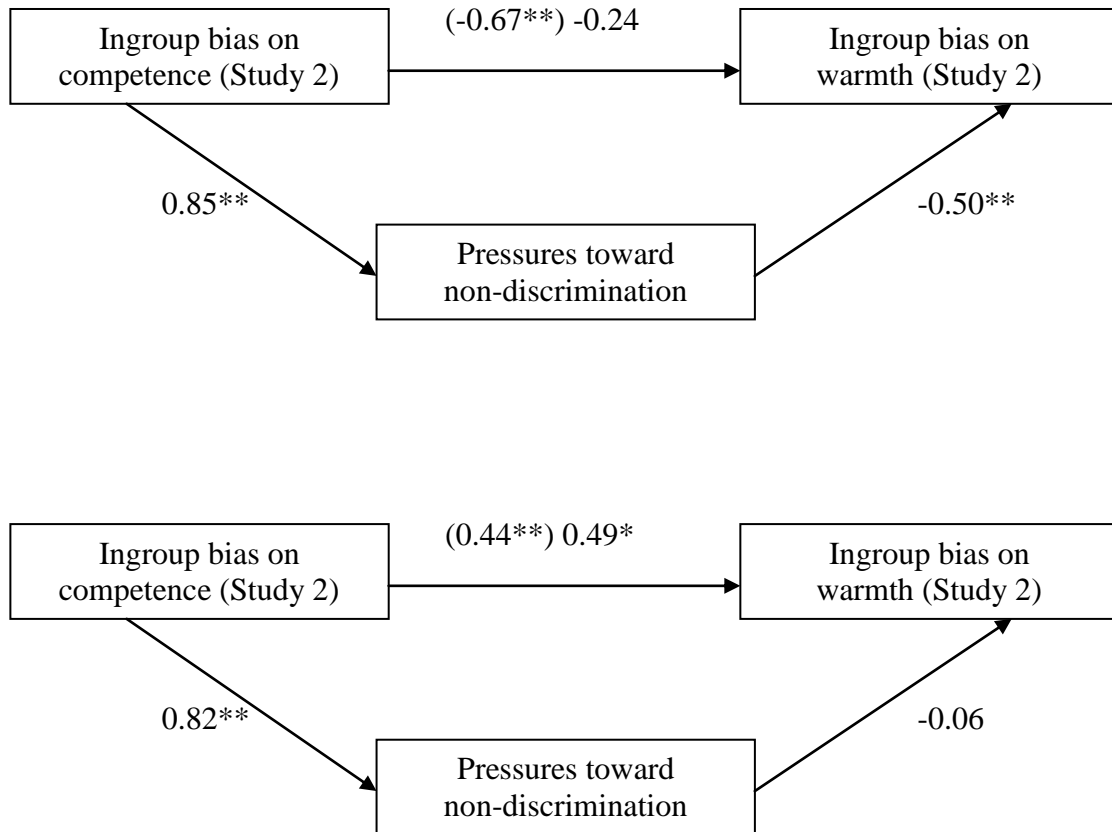 (-0.67**) -0.24
Ingroup bias on
competence (Study 2)
Ingroup bias on
warmth (Study 2)
0.85**
-0.50**
Pressures toward
non-discrimination
(0.44**) 0.49*
Ingroup bias on
competence (Study 2)
Ingroup bias on
warmth (Study 2)
0.82**
-0.06
Pressures toward
non-discrimination